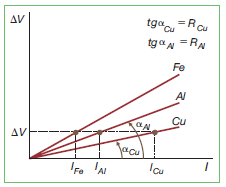 ΔV
tgα_Cu = R_Cu
tgα_Al = R_Al
Fe
Al
Cu
ΔV
α_Al
α_Cu
I_Fe I_Al I_Cu I